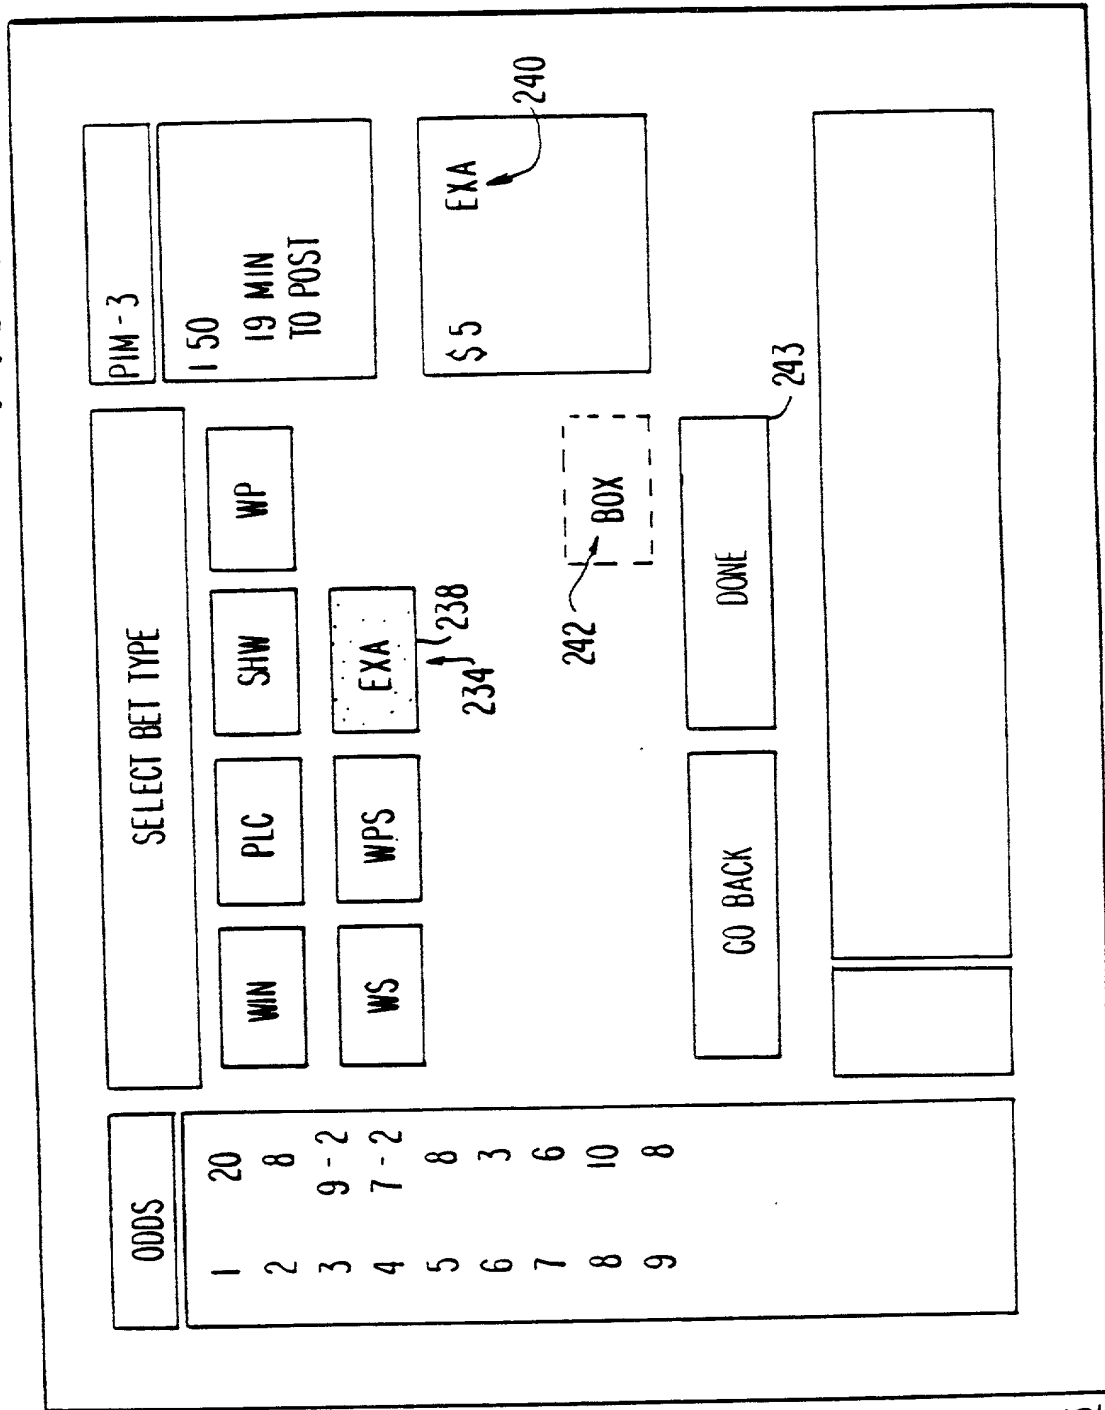 ODDS
1 20
2 8
3 9 - 2
4 7 - 2
5 8
6 3
7 6
8 10
9 8
SELECT BET TYPE
WIN PLC SHW WP
WS WPS EXA
238
234
242
BOX
GO BACK DONE
243
PIM - 3
1 50
19 MIN
TO POST
$ 5 EXA
240